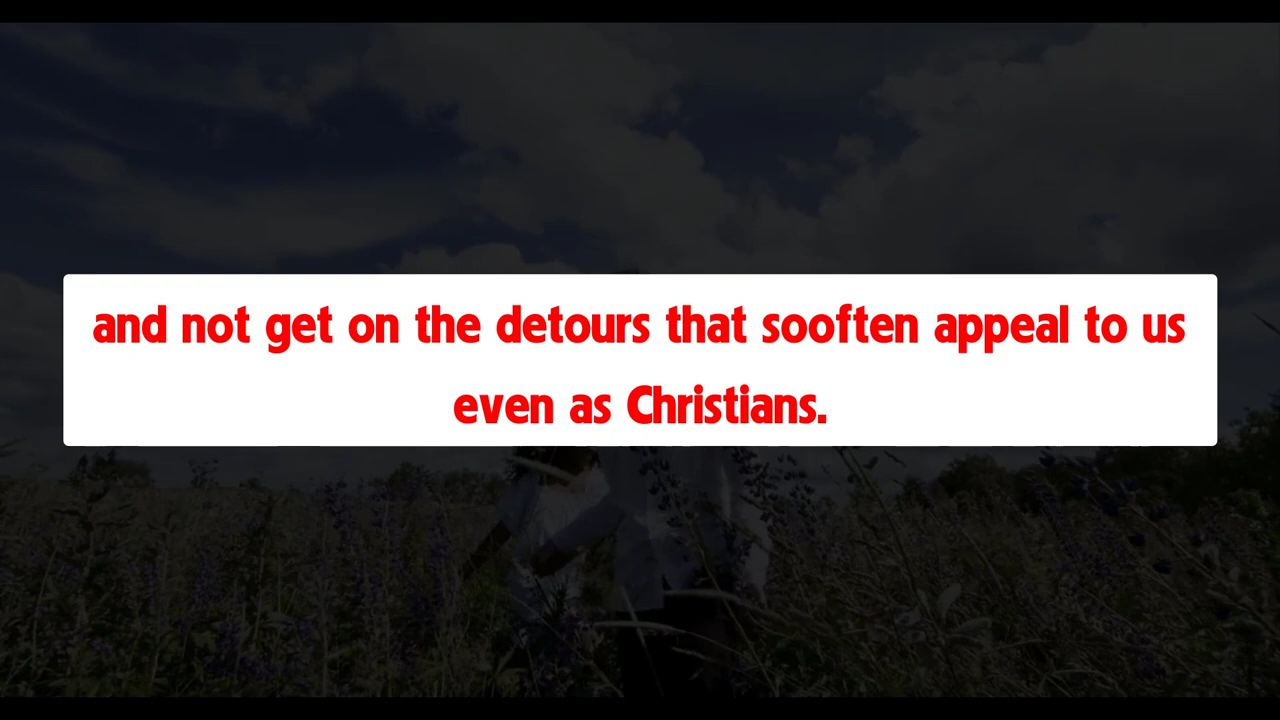 and not get on the detours that sooften appeal to us
even as Christians.